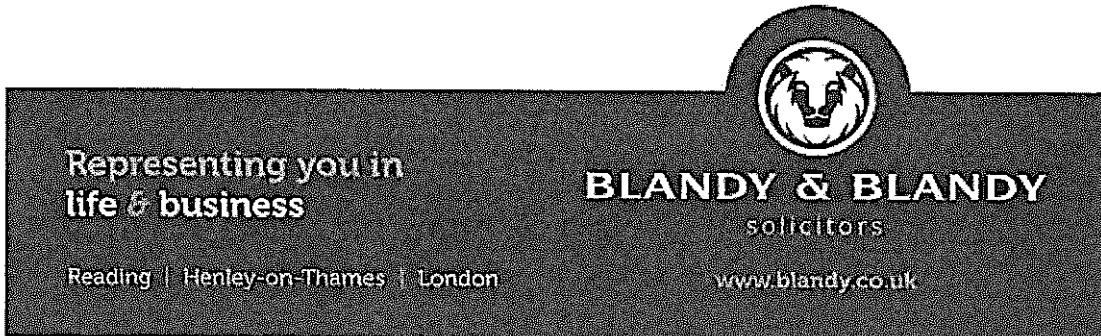 Representing you in
life & business
Reading | Henley-on-Thames | London
BLANDY & BLANDY
solicitors
www.blandy.co.uk